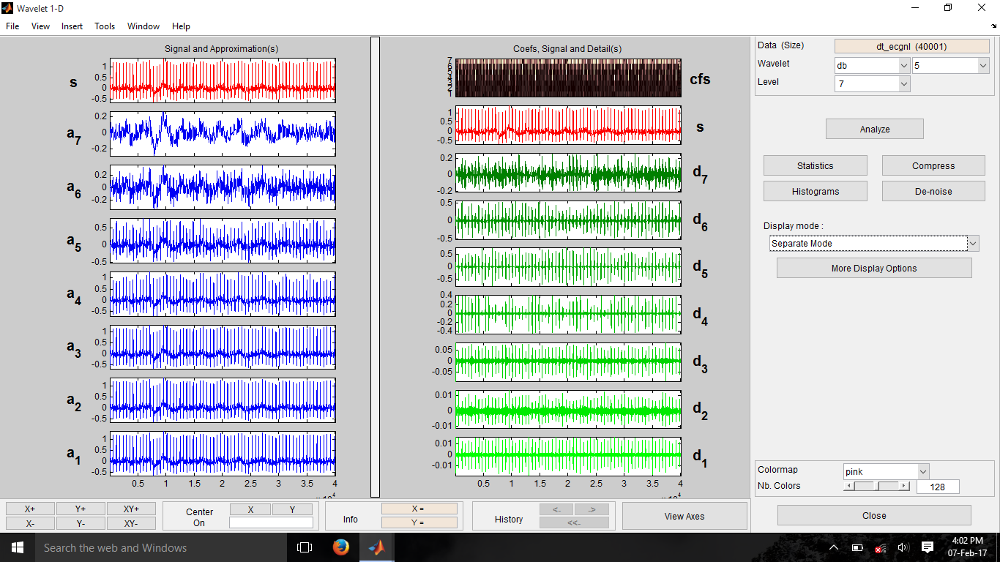 Wavelet 1-D
File View Insert Tools Window Help
Signal and Approximation(s)
s
1
0.5
0
-0.5
a7
0.2
0
-0.2
a6
0.2
0
-0.2
a5
0.5
0
-0.5
a4
1
0.5
0
-0.5
a3
1
0.5
0
-0.5
a2
1
0.5
0
-0.5
a1
1
0.5
0
-0.5
0.5 1 1.5 2 2.5 3 3.5 4
Coefs, Signal and Detail(s)
7
6
5
4
3
2
1
cfs
1
0.5
0
-0.5
s
0.2
0
-0.2
d7
0.5
0
-0.5
d6
0.5
0
-0.5
d5
0.4
0.2
0
-0.2
-0.4
d4
0.05
0
-0.05
d3
0.01
0
-0.01
d2
0.01
0
-0.01
d1
0.5 1 1.5 2 2.5 3 3.5 4
Data (Size) dt_ecgnl (40001)
Wavelet db 5
Level 7
Analyze
Statistics Compress
Histograms De-noise
Display mode :
Separate Mode
More Display Options
Colormap pink
Nb. Colors 128
Close
X+ Y+ XY+
X- Y- XY-
Center
On
X Y
Info
X =
Y =
History
<- ->
<<-
View Axes
Search the web and Windows
4:02 PM
07-Feb-17